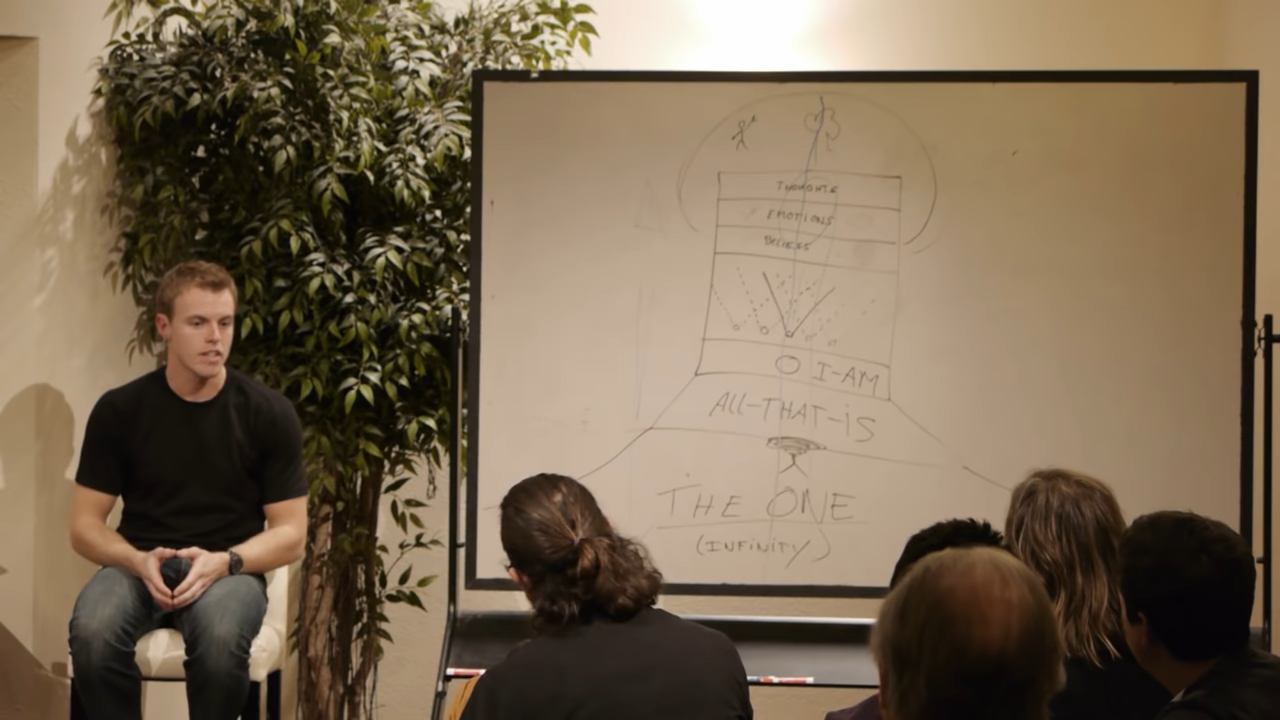 THOUGHTS
EMOTIONS
BELIEFS
I-AM
ALL-THAT-iS
THE ONE
(INFINITY)